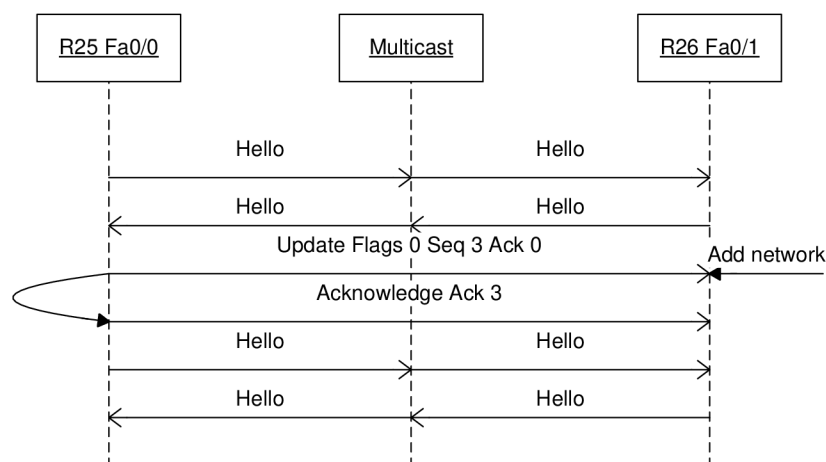 R25 Fa0/0
Multicast
R26 Fa0/1
Hello
Hello
Hello
Hello
Update Flags 0 Seq 3 Ack 0
Add network
Acknowledge Ack 3
Hello
Hello
Hello
Hello